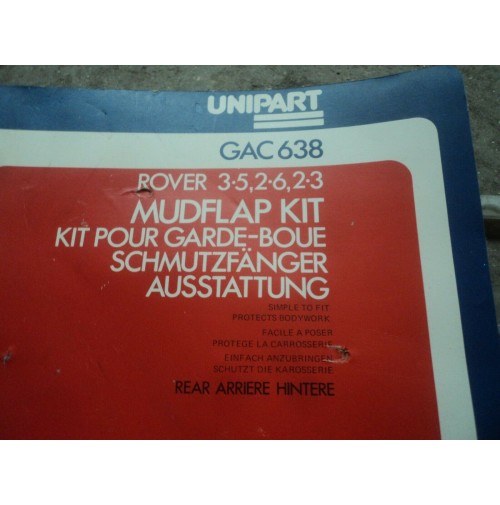 UNIPART
GAC 638
ROVER 3·5,2·6,2·3
MUDFLAP KIT
KIT POUR GARDE-BOUE
SCHMUTZFÄNGER
AUSSTATTUNG
SIMPLE TO FIT
PROTECTS BODYWORK
FACILE A POSER
PROTEGE LA CARROSSERIE
EINFACH ANZUBRINGEN
SCHUTZT DIE KAROSSERIE
REAR ARRIERE HINTERE